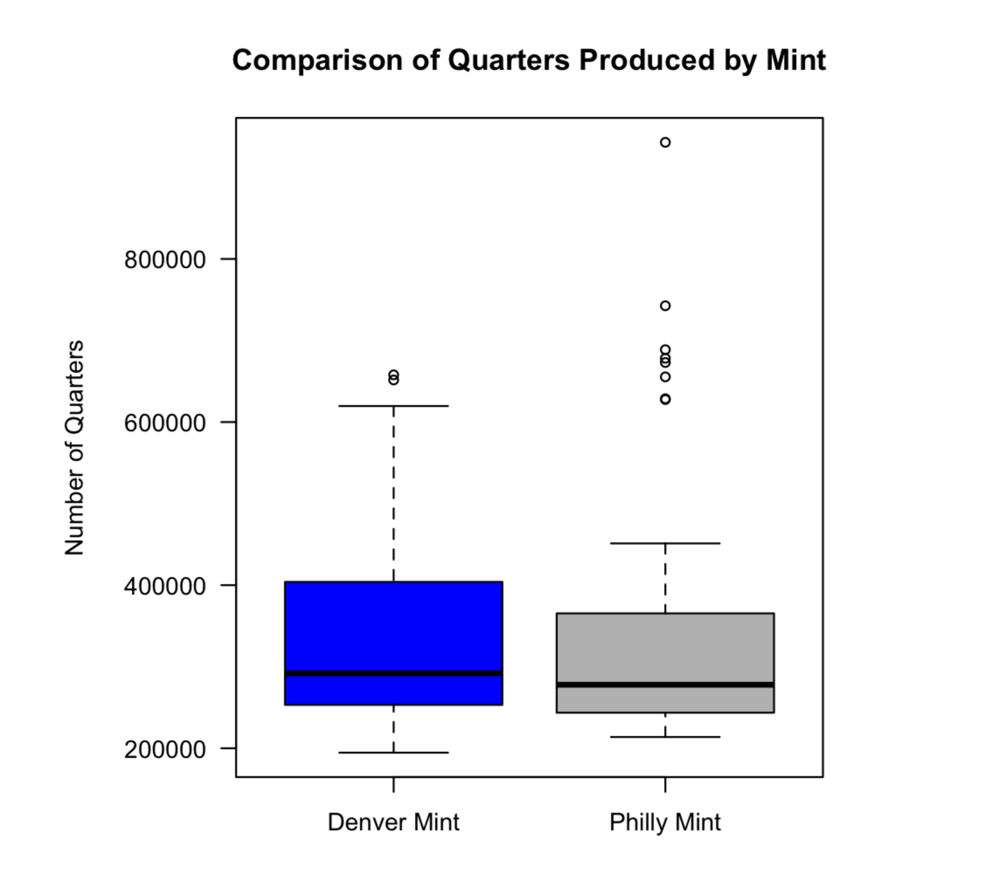 Comparison of Quarters Produced by Mint
Number of Quarters
800000
600000
400000
200000
Denver Mint
Philly Mint